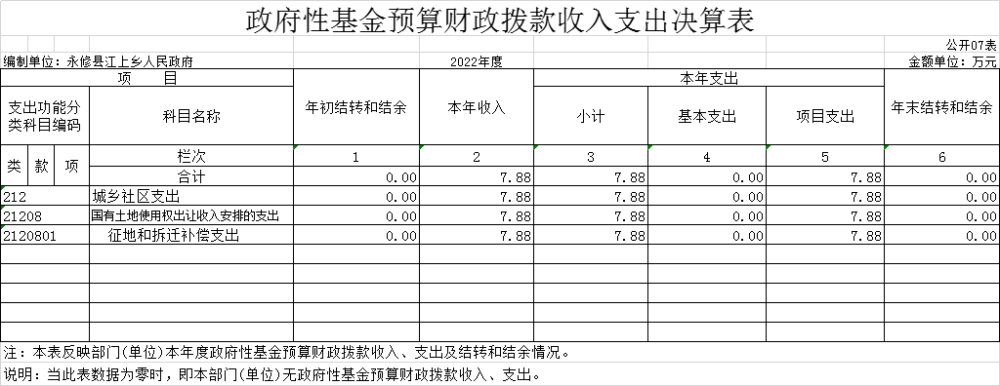 政府性基金预算财政拨款收入支出决算表
公开07表
编制单位：永修县江上乡人民政府 2022年度 金额单位：万元
项 目 年初结转和结余 本年收入 本年支出 年末结转和结余
支出功能分类科目编码 科目名称 小计 基本支出 项目支出
类 款 项 栏次 1 2 3 4 5 6
合计 0.00 7.88 7.88 0.00 7.88 0.00
212 城乡社区支出 0.00 7.88 7.88 0.00 7.88 0.00
21208 国有土地使用权出让收入安排的支出 0.00 7.88 7.88 0.00 7.88 0.00
2120801 征地和拆迁补偿支出 0.00 7.88 7.88 0.00 7.88 0.00
注：本表反映部门(单位)本年度政府性基金预算财政拨款收入、支出及结转和结余情况。
说明：当此表数据为零时，即本部门(单位)无政府性基金预算财政拨款收入、支出。